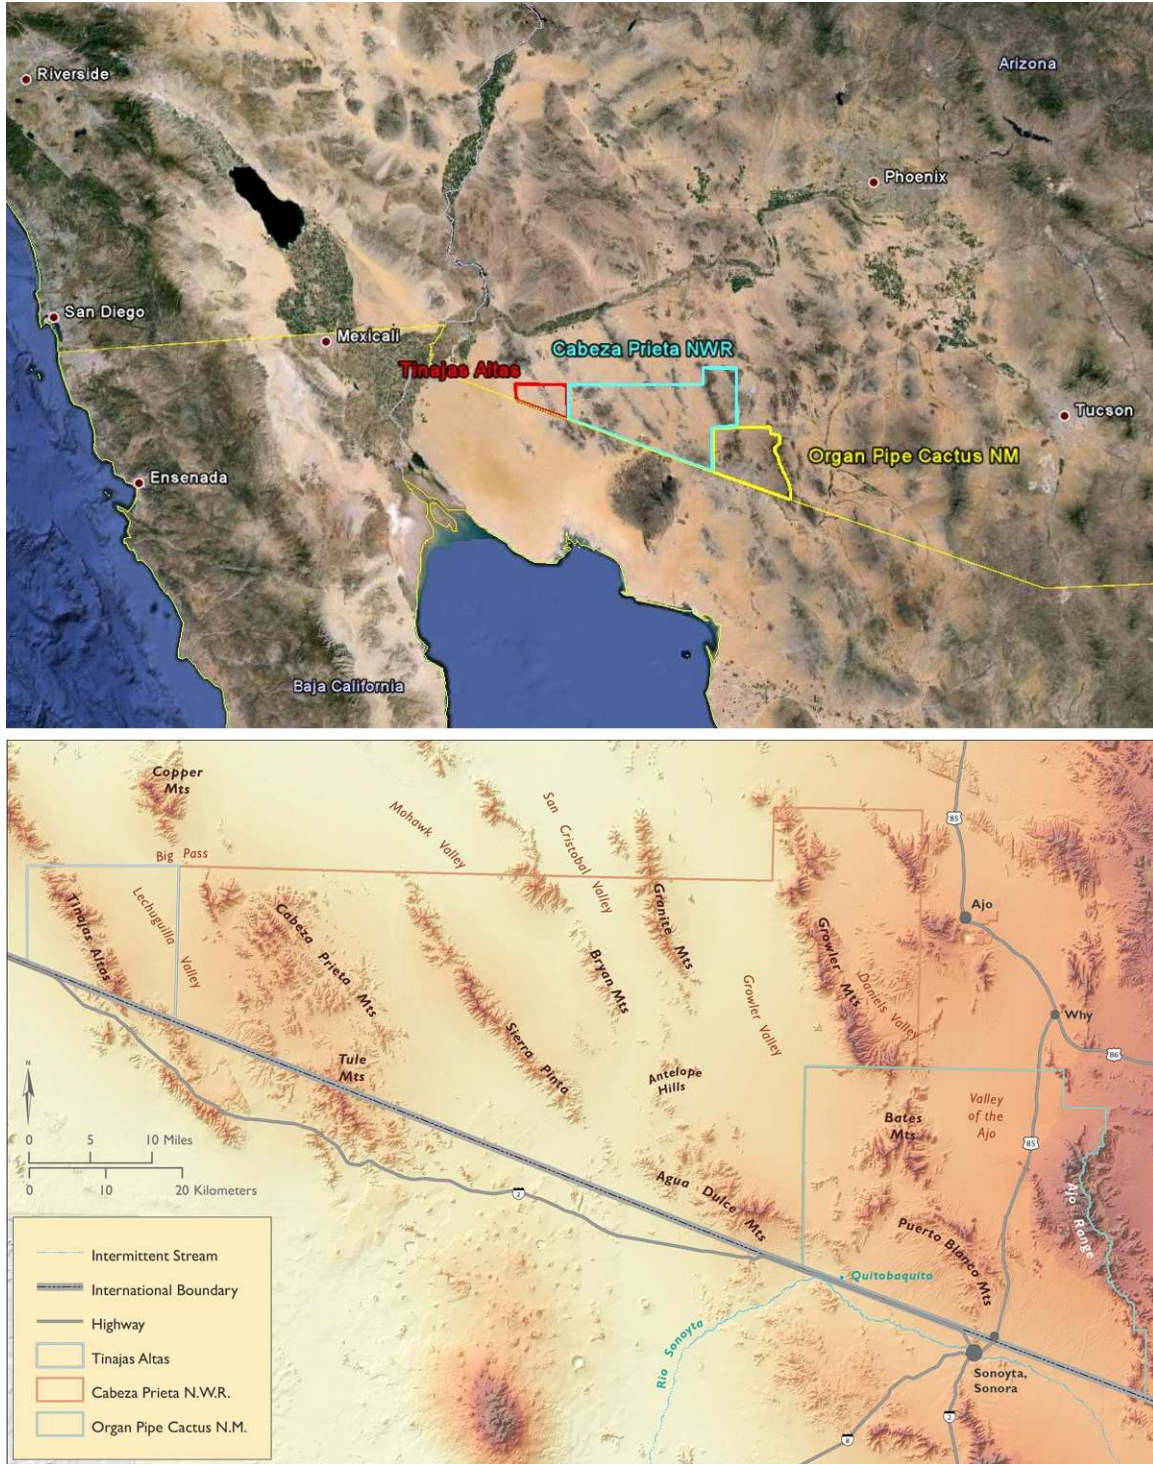 Riverside
Arizona
Phoenix
San Diego
Mexicali
Cabeza Prieta NWR
Tinajas Altas
Tucson
Organ Pipe Cactus NM
Ensenada
Baja California
Copper
Mts
Big Pass
Mohawk
Valley
San
Cristobal
Valley
85
Tinajas
Altas
Lechuguilla
Valley
Cabeza
Prieta Mts
Granite Mts
Bryan Mts
Growler
Mts
Daniels Valley
Growler Valley
Ajo
Why
86
Sierra
Pinta
Tule
Mts
Antelope
Hills
Bates
Mts
Valley
of the
Ajo
85
Ajo
Range
N
0 5 10 Miles
0 10 20 Kilometers
2
Agua Dulce Mts
Puerto Blanco Mts
Quitobaquito
Rio Sonoyta
Sonoyta,
Sonora
2
8
Intermittent Stream
International Boundary
Highway
Tinajas Altas
Cabeza Prieta N.W.R.
Organ Pipe Cactus N.M.